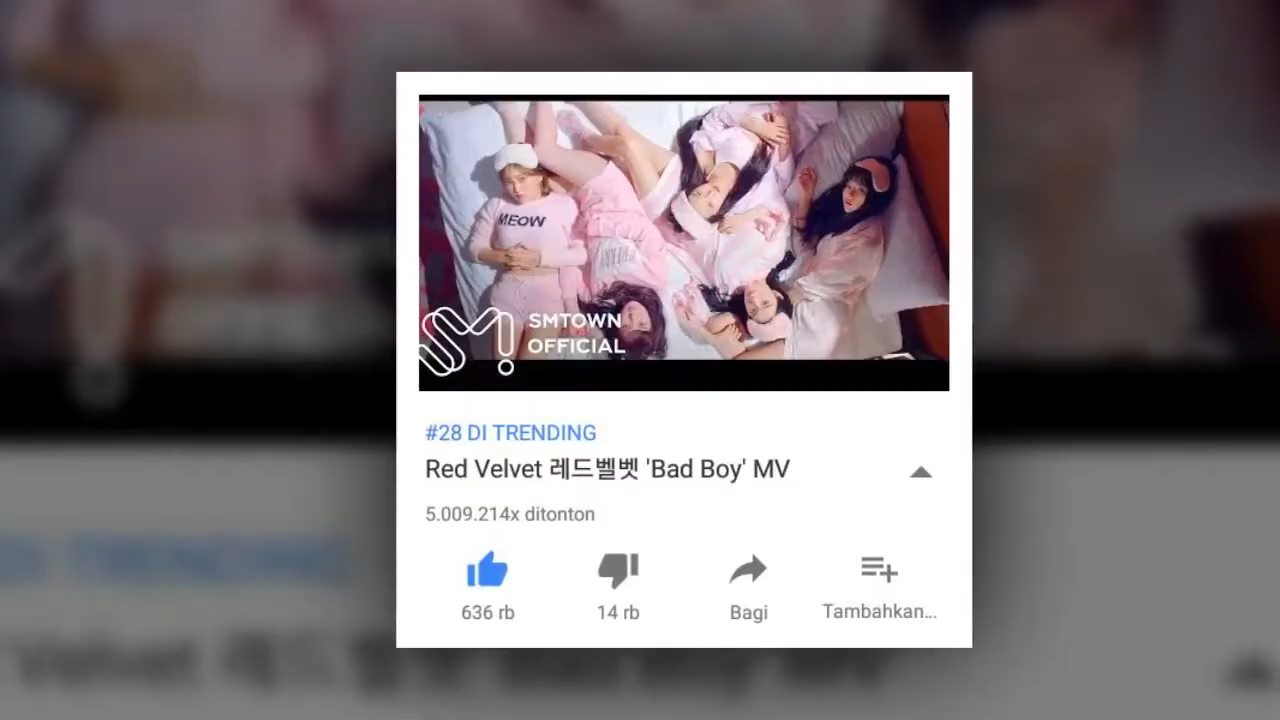 MEOW
SMTOWN
OFFICIAL
#28 DI TRENDING
Red Velvet 레드벨벳 'Bad Boy' MV
5.009.214x ditonton
636 rb
14 rb
Bagi
Tambahkan...